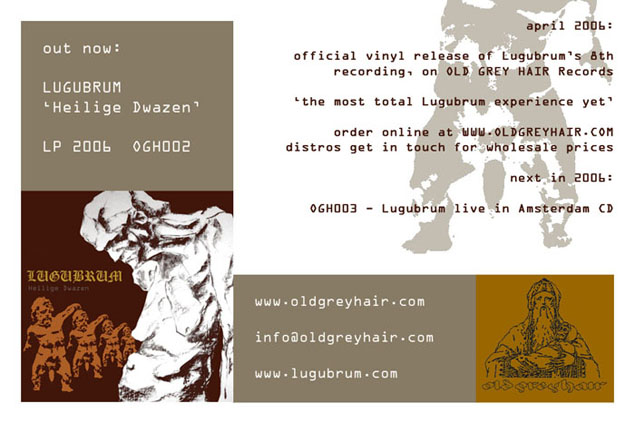 out now:
LUGUBRUM
'Heilige Dwazen'
LP 2006 OGH002
april 2006:
official vinyl release of Lugubrum's 8th
recording, on OLD GREY HAIR Records
'the most total Lugubrum experience yet'
order online at WWW.OLDGREYHAIR.COM
distros get in touch for wholesale prices
next in 2006:
OGH003 - Lugubrum live in Amsterdam CD
LUGUBRUM
Heilige Dwazen
www.oldgreyhair.com
info@oldgreyhair.com
www.lugubrum.com
old greyhair